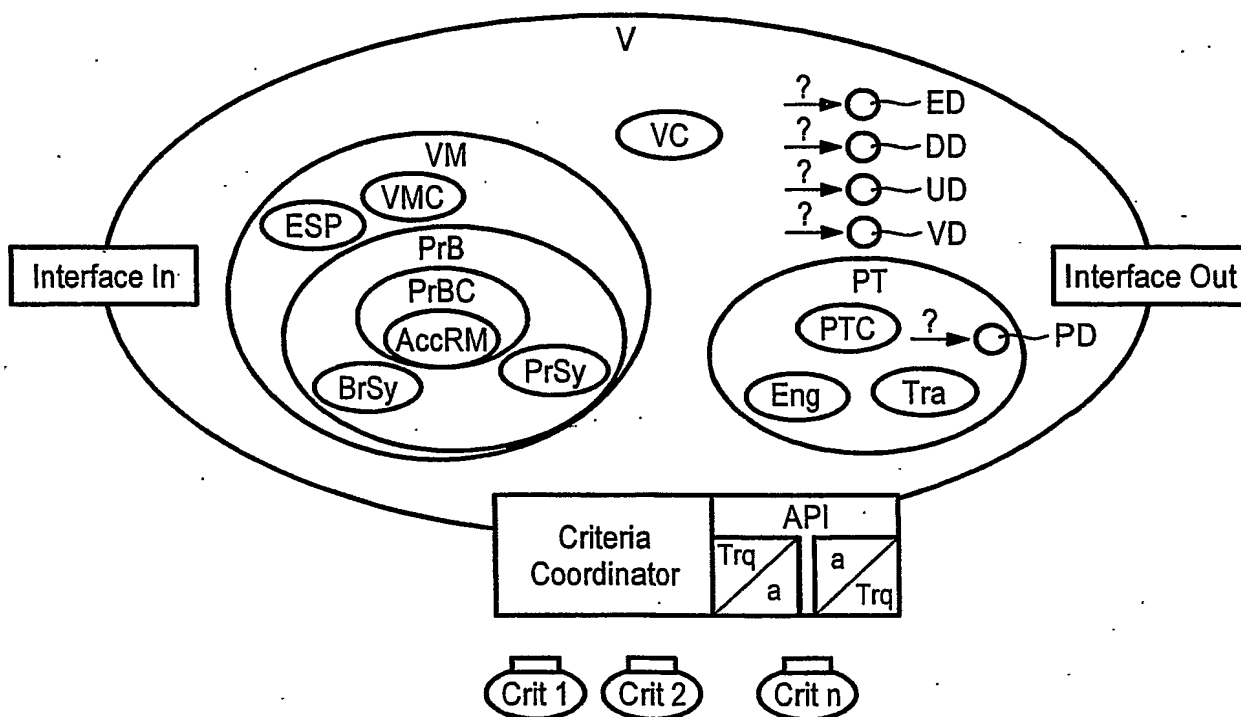 V
?
ED
VC
?
DD
VM
?
UD
VMC
ESP
?
VD
PrB
Interface In
PT
Interface Out
PrBC
PTC
?
PD
AccRM
BrSy
PrSy
Eng
Tra
Criteria
Coordinator
API
Trq
a
a
Trq
Crit 1
Crit 2
Crit n